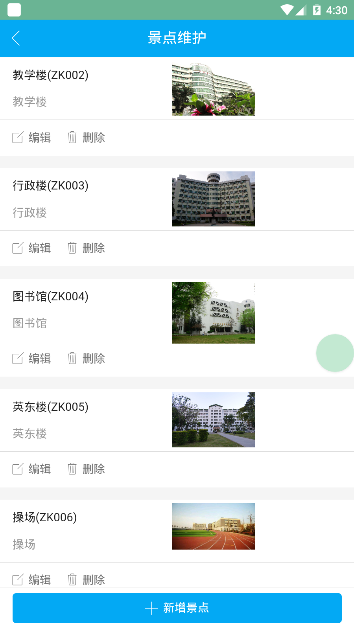 4:30
景点维护
教学楼(ZK002)
教学楼
编辑 删除
行政楼(ZK003)
行政楼
编辑 删除
图书馆(ZK004)
图书馆
编辑 删除
英东楼(ZK005)
英东楼
编辑 删除
操场(ZK006)
操场
编辑 删除
新增景点